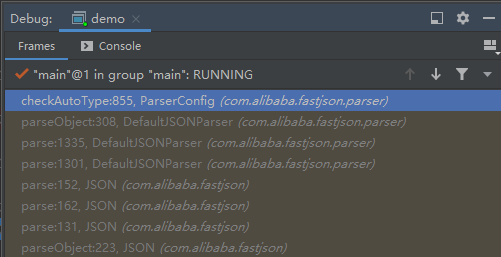 Debug: demo
Frames Console
"main"@1 in group "main": RUNNING
checkAutoType:855, ParserConfig (com.alibaba.fastjson.parser)
parseObject:308, DefaultJSONParser (com.alibaba.fastjson.parser)
parse:1335, DefaultJSONParser (com.alibaba.fastjson.parser)
parse:1301, DefaultJSONParser (com.alibaba.fastjson.parser)
parse:152, JSON (com.alibaba.fastjson)
parse:162, JSON (com.alibaba.fastjson)
parse:131, JSON (com.alibaba.fastjson)
parseObject:223, JSON (com.alibaba.fastjson)